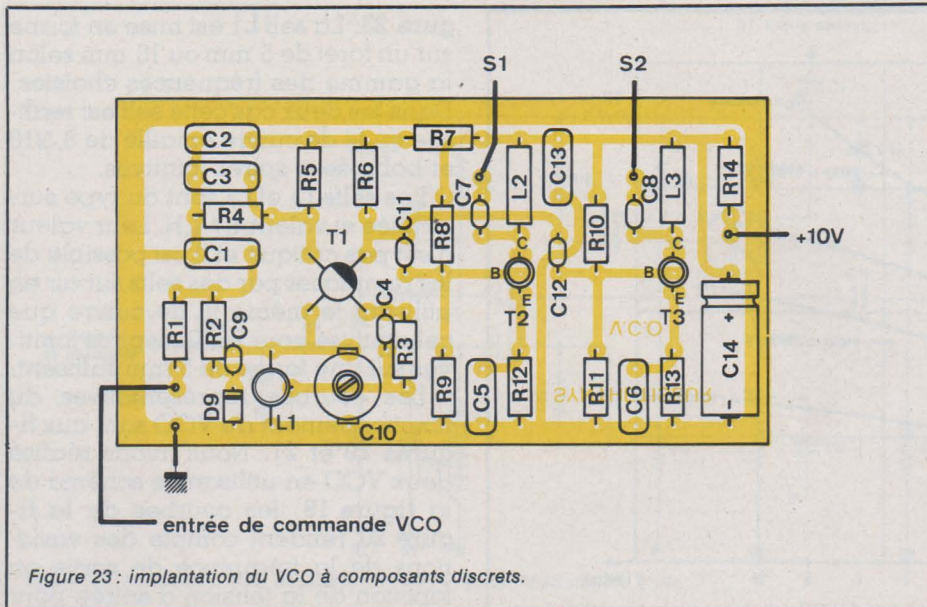 S1
S2
C2
C3
R4
C1
R5
R6
R7
C11
R8
C7
L2
C13
R10
C8
L3
R14
+10V
T1
C4
C
B
E
T2
C12
C
B
E
T3
V.C.O
R1
R2
C9
D9
L1
C10
R3
R9
C5
R12
R11
C6
R13
C14
+
-
entrée de commande VCO
Figure 23 : implantation du VCO à composants discrets.